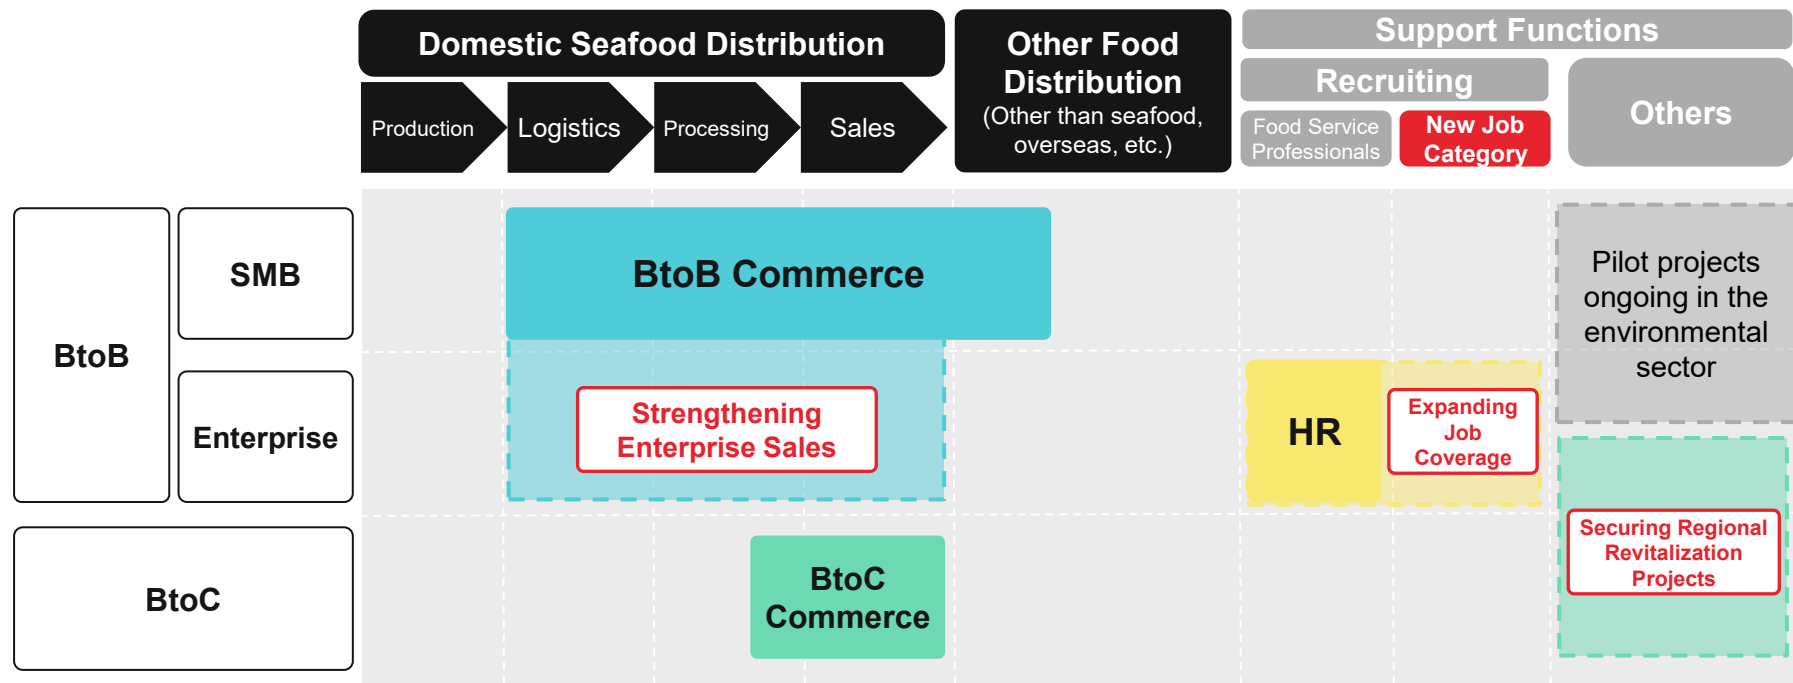 Domestic Seafood Distribution
Production
Logistics
Processing
Sales
Other Food
Distribution
(Other than seafood,
overseas, etc.)
Support Functions
Recruiting
Food Service
Professionals
New Job
Category
Others
BtoB
SMB
Enterprise
BtoC
BtoB Commerce
Strengthening
Enterprise Sales
BtoC
Commerce
HR
Expanding
Job
Coverage
Pilot projects
ongoing in the
environmental
sector
Securing Regional
Revitalization
Projects